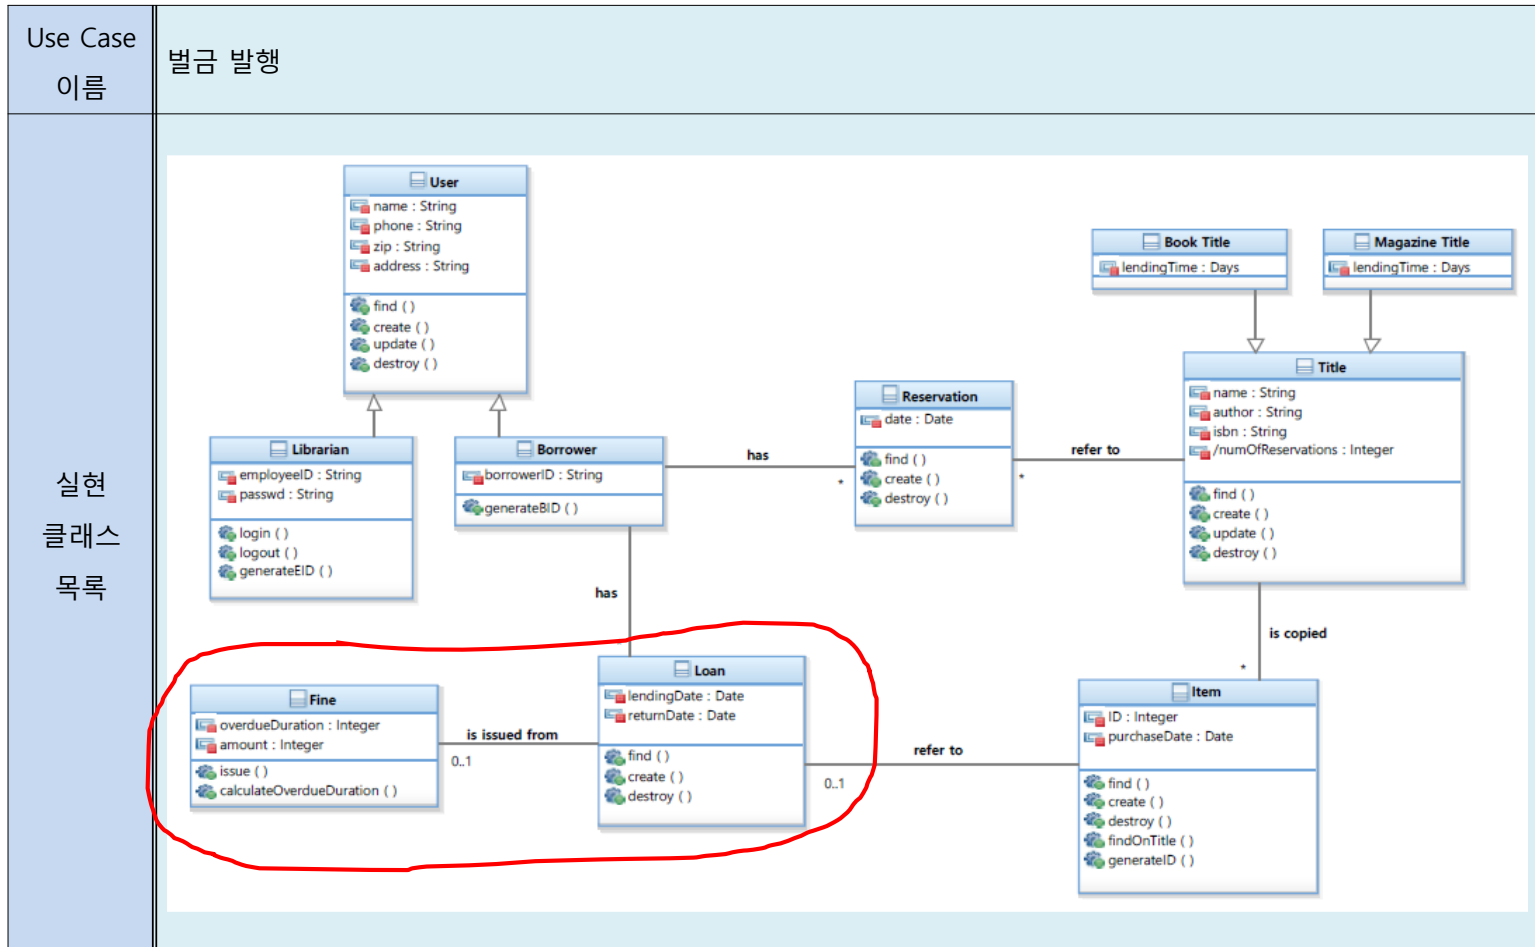 Use Case
이름
벌금 발행
실현
클래스
목록
User
name : String
phone : String
zip : String
address : String
find ( )
create ( )
update ( )
destroy ( )
Book Title
lendingTime : Days
Magazine Title
lendingTime : Days
Title
name : String
author : String
isbn : String
/numOfReservations : Integer
find ( )
create ( )
update ( )
destroy ( )
Reservation
date : Date
find ( )
create ( )
destroy ( )
Librarian
employeeID : String
passwd : String
login ( )
logout ( )
generateEID ( )
Borrower
borrowerID : String
generateBID ( )
has
*
refer to
*
has
is copied
*
Fine
overdueDuration : Integer
amount : Integer
issue ( )
calculateOverdueDuration ( )
is issued from
0..1
Loan
lendingDate : Date
returnDate : Date
find ( )
create ( )
destroy ( )
refer to
0..1
Item
ID : Integer
purchaseDate : Date
find ( )
create ( )
destroy ( )
findOnTitle ( )
generateID ( )